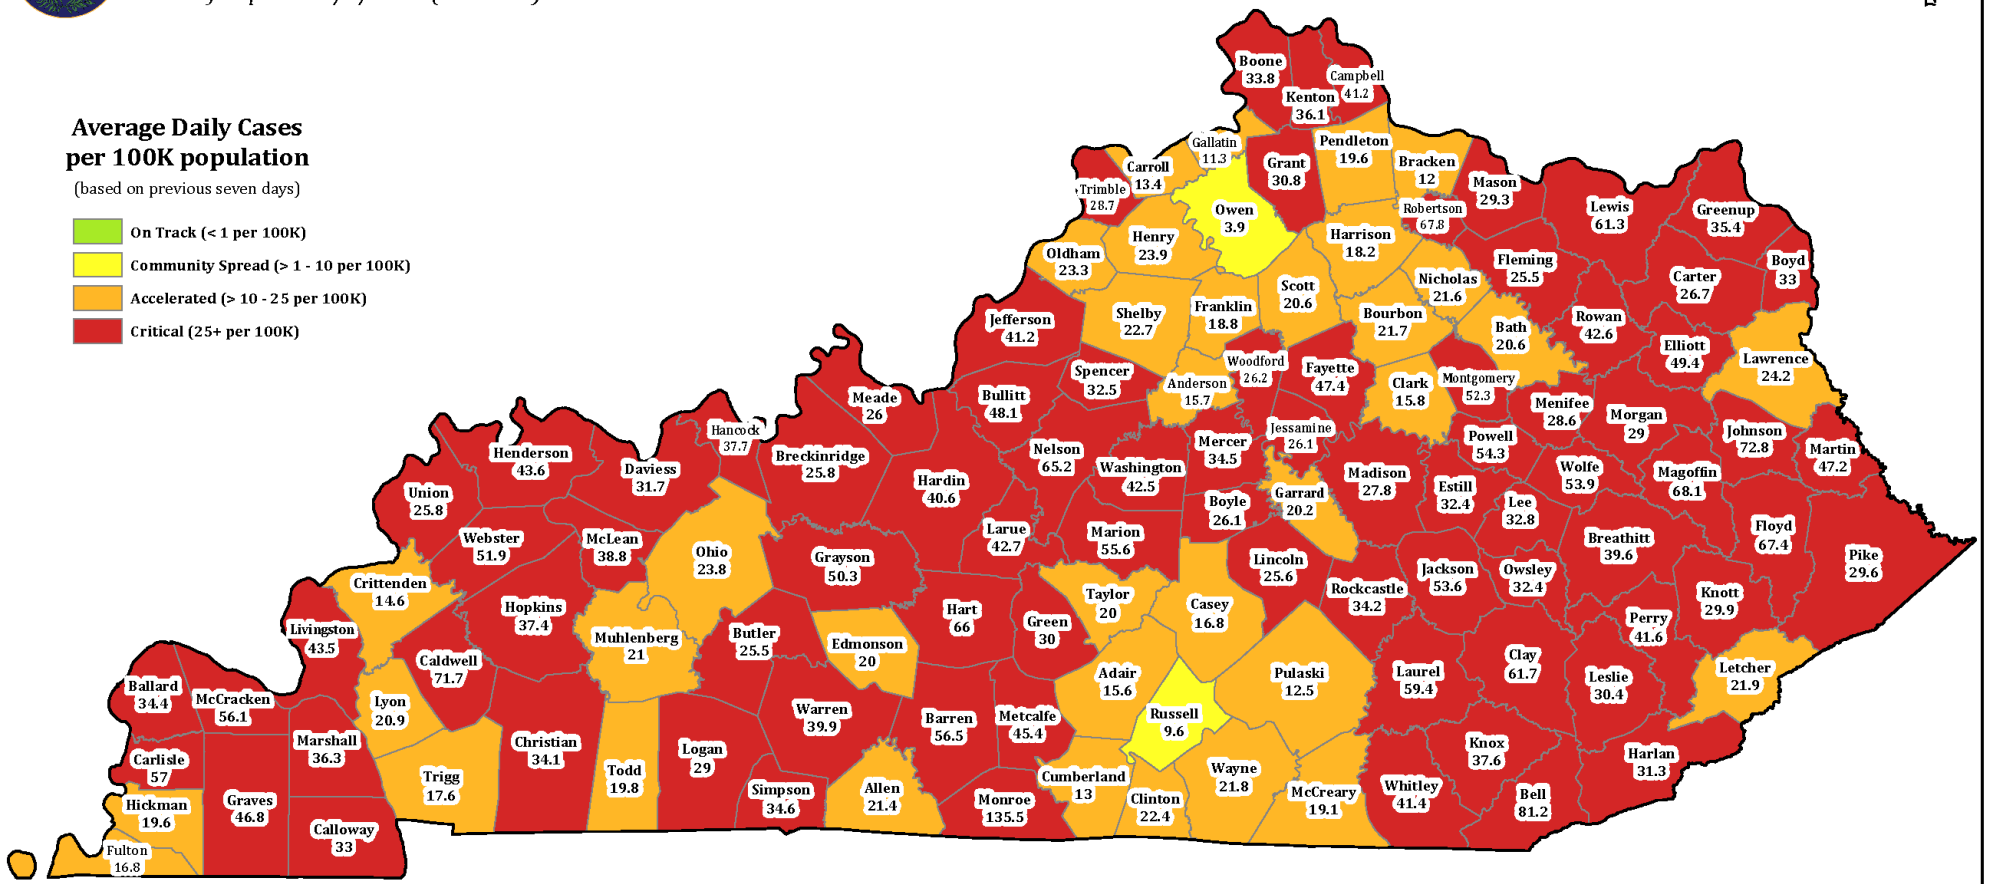 Average Daily Cases
per 100K population
(based on previous seven days)
On Track (< 1 per 100K)
Community Spread (> 1 - 10 per 100K)
Accelerated (> 10 - 25 per 100K)
Critical (25+ per 100K)
Boone
33.8
Campbell
41.2
Kenton
36.1
Gallatin
11.3
Carroll
13.4
Grant
30.8
Pendleton
19.6
Bracken
12
Mason
29.3
Trimble
28.7
Owen
3.9
Robertson
67.8
Lewis
61.3
Greenup
35.4
Henry
23.9
Harrison
18.2
Oldham
23.3
Fleming
25.5
Boyd
33
Carter
26.7
Nicholas
21.6
Scott
20.6
Franklin
18.8
Shelby
22.7
Jefferson
41.2
Bourbon
21.7
Bath
20.6
Rowan
42.6
Elliott
49.4
Lawrence
24.2
Spencer
32.5
Woodford
26.2
Fayette
47.4
Anderson
15.7
Clark
15.8
Montgomery
52.3
Meade
26
Bullitt
48.1
Menifee
28.6
Morgan
29
Johnson
72.8
Martin
47.2
Hancock
37.7
Jessamine
26.1
Mercer
34.5
Powell
54.3
Nelson
65.2
Washington
42.5
Breckinridge
25.8
Henderson
43.6
Daviess
31.7
Madison
27.8
Wolfe
53.9
Magoffin
68.1
Hardin
40.6
Union
25.8
Garrard
20.2
Estill
32.4
Boyle
26.1
Lee
32.8
Larue
42.7
Marion
55.6
Floyd
67.4
Webster
51.9
McLean
38.8
Ohio
23.8
Grayson
50.3
Breathitt
39.6
Pike
29.6
Lincoln
25.6
Jackson
53.6
Owsley
32.4
Crittenden
14.6
Rockcastle
34.2
Knott
29.9
Taylor
20
Casey
16.8
Hopkins
37.4
Hart
66
Green
30
Perry
41.6
Livingston
43.5
Muhlenberg
21
Butler
25.5
Edmonson
20
Caldwell
71.7
Clay
61.7
Letcher
21.9
Adair
15.6
Pulaski
12.5
Laurel
59.4
Leslie
30.4
Ballard
34.4
McCracken
56.1
Lyon
20.9
Warren
39.9
Barren
56.5
Metcalfe
45.4
Russell
9.6
Marshall
36.3
Christian
34.1
Logan
29
Knox
37.6
Harlan
31.3
Carlisle
57
Trigg
17.6
Todd
19.8
Cumberland
13
Wayne
21.8
Simpson
34.6
Allen
21.4
Monroe
135.5
Clinton
22.4
McCreary
19.1
Whitley
41.4
Bell
81.2
Hickman
19.6
Graves
46.8
Calloway
33
Fulton
16.8